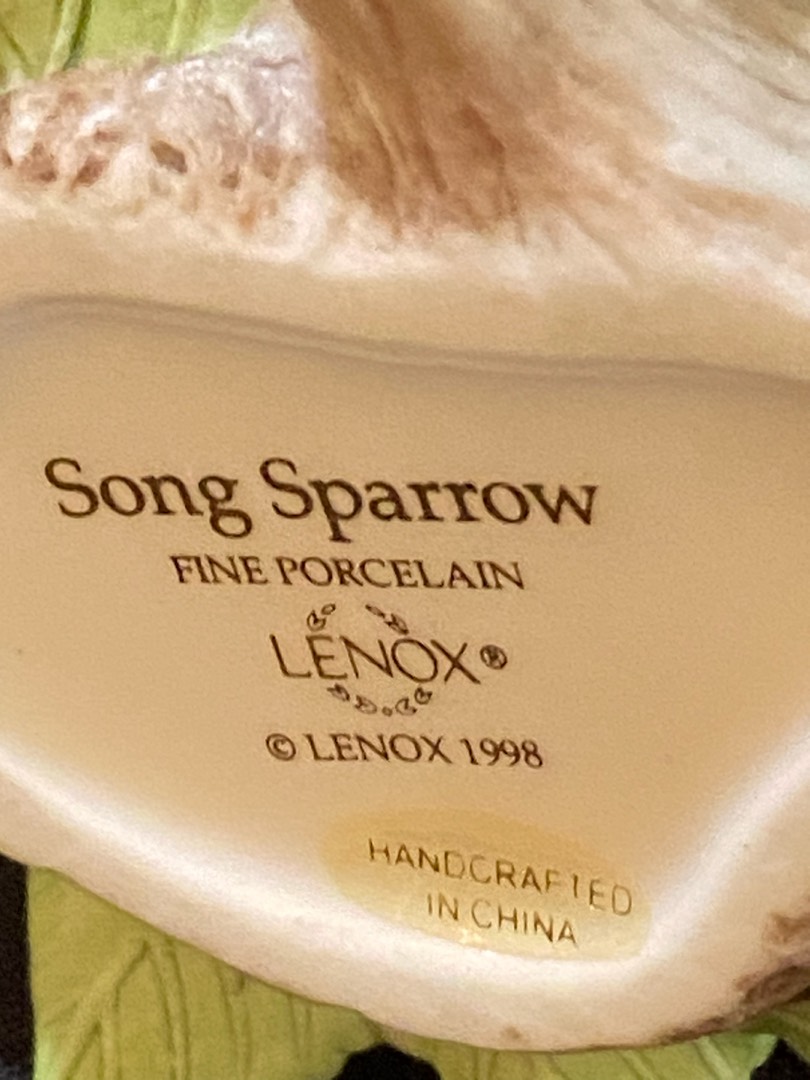 Song Sparrow
FINE PORCELAIN
LENOX®
© LENOX 1998
HANDCRAFTED
IN CHINA